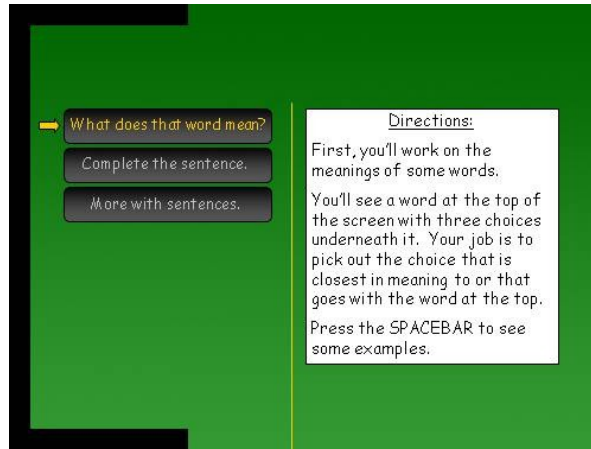 What does that word mean?
Complete the sentence.
More with sentences.
Directions:
First, you'll work on the
meanings of some words.
You'll see a word at the top of
the screen with three choices
underneath it. Your job is to
pick out the choice that is
closest in meaning to or that
goes with the word at the top.
Press the SPACEBAR to see
some examples.